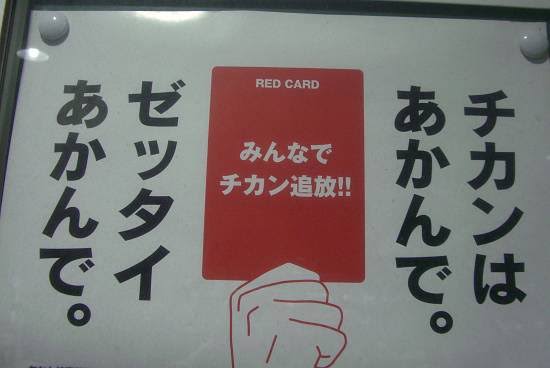 チカンは
あかんで。
RED CARD
みんなで
チカン追放!!
ゼッタイ
あかんで。